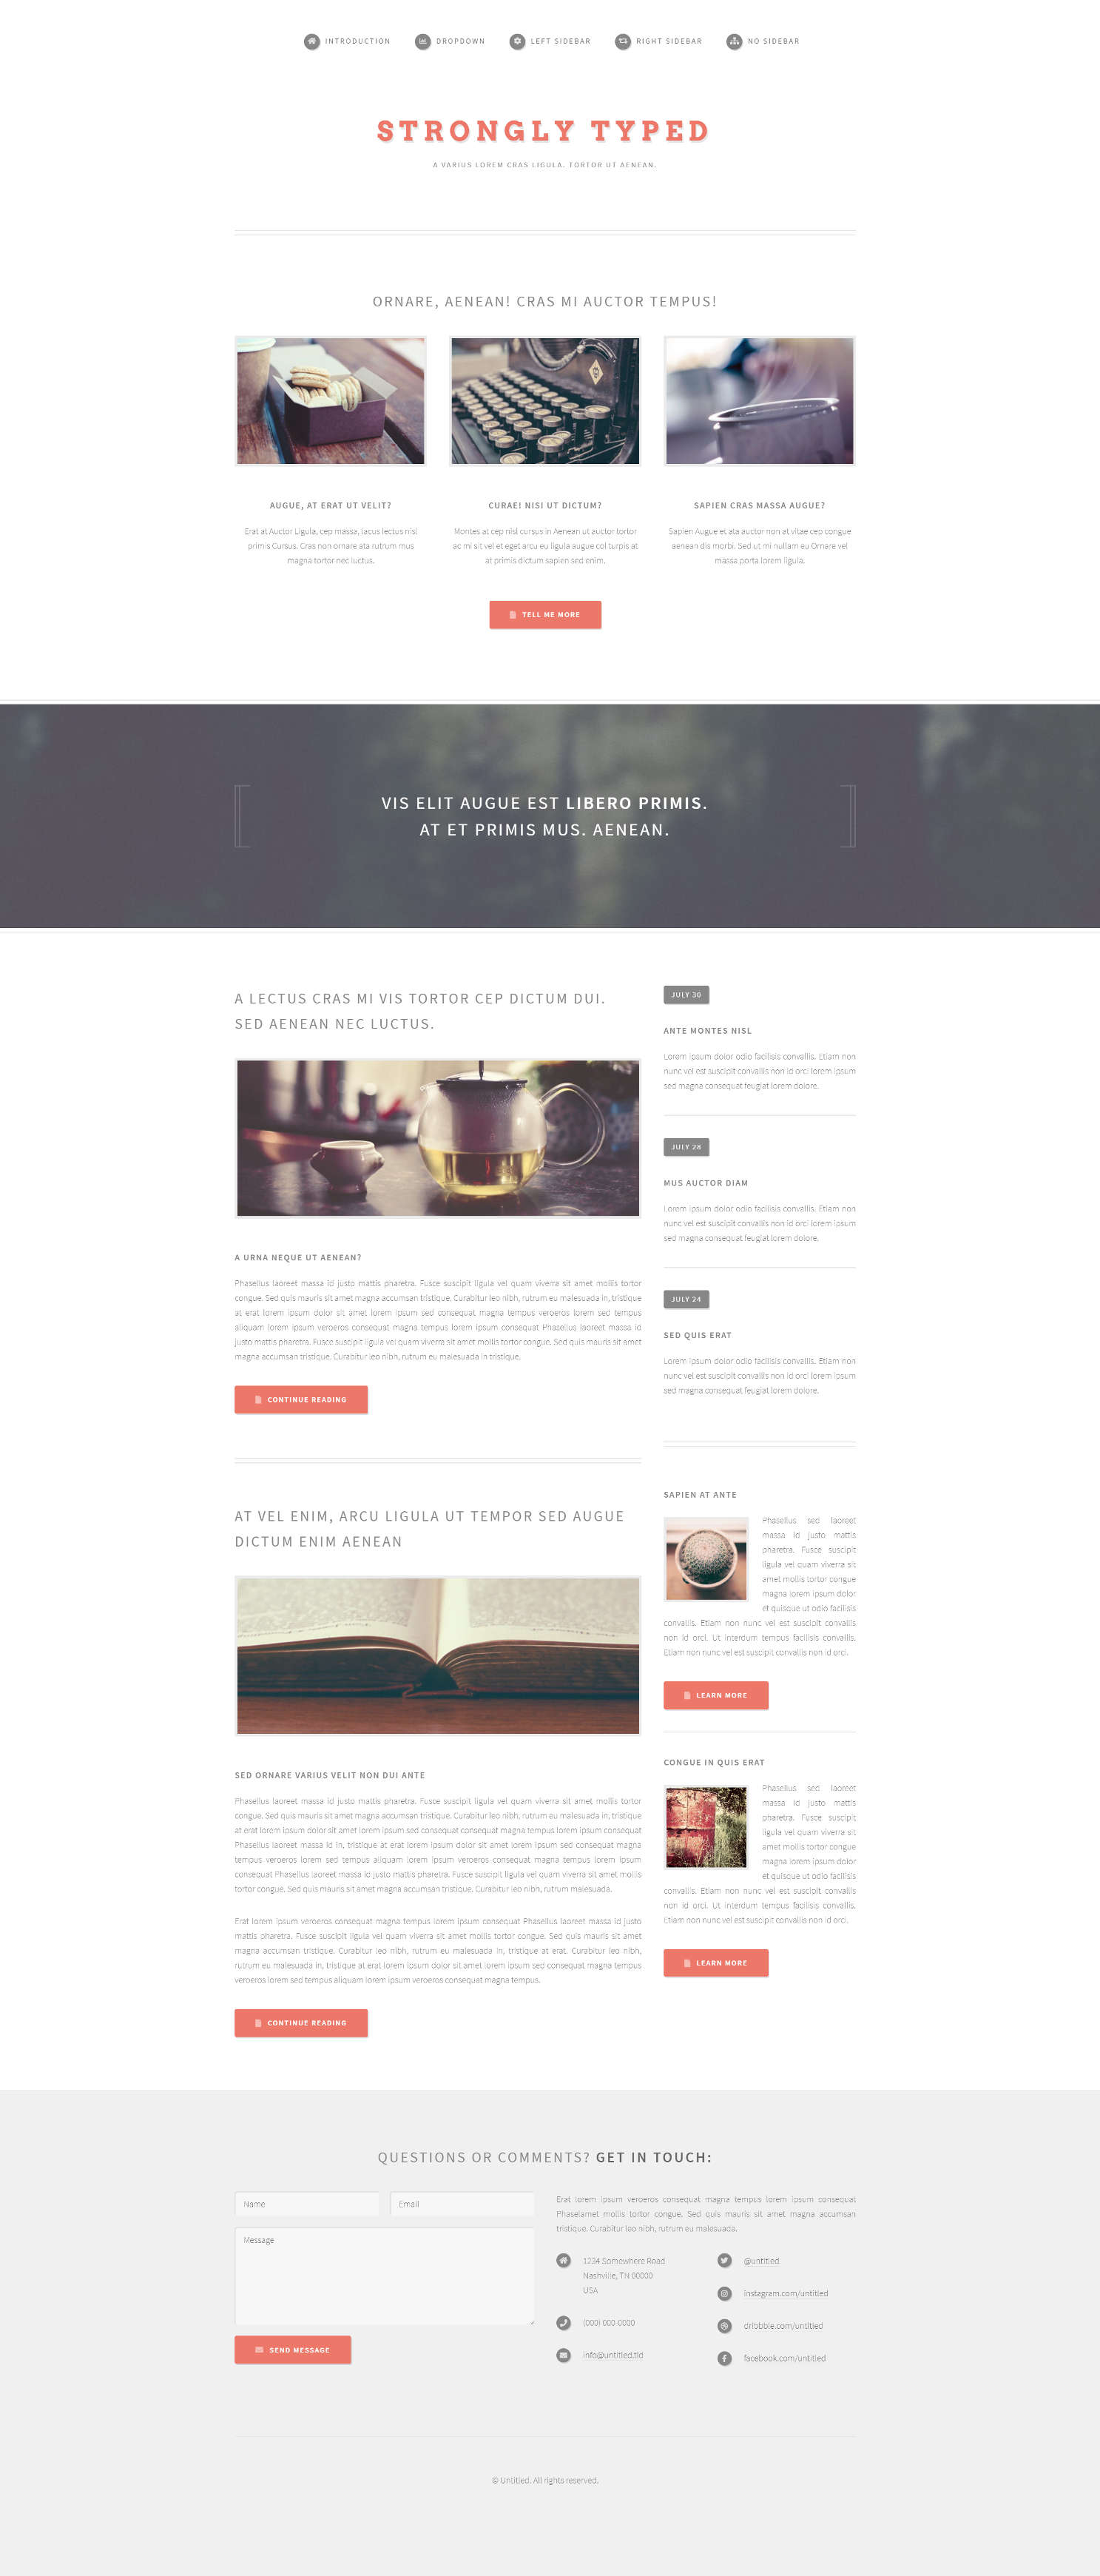 INTRODUCTION
DROPDOWN
LEFT SIDEBAR
RIGHT SIDEBAR
NO SIDEBAR
STRONGLY TYPED
A VARIUS LOREM CRAS LIGULA. TORTOR UT AENEAN.
ORNARE, AENEAN! CRAS MI AUCTOR TEMPUS!
AUGUE, AT ERAT UT VELIT?
Erat at Auctor Ligula, cep massa, lacus lectus nisl
primis Cursus. Cras non ornare ata rutrum mus
magna tortor nec luctus.
CURAE! NISI UT DICTUM?
Montes at cep nisl cursus in Aenean ut auctor tortor
ac mi sit vel et eget arcu eu ligula augue col turpis at
at primis dictum sapien sed enim.
SAPIEN CRAS MASSA AUGUE?
Sapien Augue et ata auctor non at vitae cep congue
aenean dis morbi. Sed ut mi nullam eu Ornare vel
massa porta lorem ligula.
TELL ME MORE
VIS ELIT AUGUE EST LIBERO PRIMIS.
AT ET PRIMIS MUS. AENEAN.
A LECTUS CRAS MI VIS TORTOR CEP DICTUM DUI.
SED AENEAN NEC LUCTUS.
A URNA NEQUE UT AENEAN?
Phasellus laoreet massa id justo mattis pharetra. Fusce suscipit ligula vel quam viverra sit amet mollis tortor
congue. Sed quis mauris sit amet magna accumsan tristique. Curabitur leo nibh, rutrum eu malesuada in, tristique
at erat lorem ipsum dolor sit amet lorem ipsum sed consequat magna tempus veroeros lorem sed tempus
aliquam lorem ipsum veroeros consequat magna tempus lorem ipsum consequat Phasellus laoreet massa id
justo mattis pharetra. Fusce suscipit ligula vel quam viverra sit amet mollis tortor congue. Sed quis mauris sit amet
magna accumsan tristique. Curabitur leo nibh, rutrum eu malesuada in tristique.
CONTINUE READING
AT VEL ENIM, ARCU LIGULA UT TEMPOR SED AUGUE
DICTUM ENIM AENEAN
SED ORNARE VARIUS VELIT NON DUI ANTE
Phasellus laoreet massa id justo mattis pharetra. Fusce suscipit ligula vel quam viverra sit amet mollis tortor
congue. Sed quis mauris sit amet magna accumsan tristique. Curabitur leo nibh, rutrum eu malesuada in, tristique
at erat lorem ipsum dolor sit amet lorem ipsum sed consequat consequat magna tempus lorem ipsum consequat
Phasellus laoreet massa id in, tristique at erat lorem ipsum dolor sit amet lorem ipsum sed consequat magna
tempus veroeros lorem sed tempus aliquam lorem ipsum veroeros consequat magna tempus lorem ipsum
consequat Phasellus laoreet massa id justo mattis pharetra. Fusce suscipit ligula vel quam viverra sit amet mollis
tortor congue. Sed quis mauris sit amet magna accumsan tristique. Curabitur leo nibh, rutrum malesuada.
Erat lorem ipsum veroeros consequat magna tempus lorem ipsum consequat Phasellus laoreet massa id justo
mattis pharetra. Fusce suscipit ligula vel quam viverra sit amet mollis tortor congue. Sed quis mauris sit amet
magna accumsan tristique. Curabitur leo nibh, rutrum eu malesuada in, tristique at erat. Curabitur leo nibh,
rutrum eu malesuada in, tristique at erat lorem ipsum dolor sit amet lorem ipsum sed consequat magna tempus
veroeros lorem sed tempus aliquam lorem ipsum veroeros consequat magna tempus.
CONTINUE READING
JULY 30
ANTE MONTES NISL
Lorem ipsum dolor odio facilisis convallis. Etiam non
nunc vel est suscipit convallis non id orci lorem ipsum
sed magna consequat feugiat lorem dolore.
JULY 28
MUS AUCTOR DIAM
Lorem ipsum dolor odio facilisis convallis. Etiam non
nunc vel est suscipit convallis non id orci lorem ipsum
sed magna consequat feugiat lorem dolore.
JULY 24
SED QUIS ERAT
Lorem ipsum dolor odio facilisis convallis. Etiam non
nunc vel est suscipit convallis non id orci lorem ipsum
sed magna consequat feugiat lorem dolore.
SAPIEN AT ANTE
Phasellus sed laoreet
massa id justo mattis
pharetra. Fusce suscipit
ligula vel quam viverra sit
amet mollis tortor congue
magna lorem ipsum dolor
et quisque ut odio facilisis
convallis. Etiam non nunc vel est suscipit convallis
non id orci. Ut interdum tempus facilisis convallis.
Etiam non nunc vel est suscipit convallis non id orci.
LEARN MORE
CONGUE IN QUIS ERAT
Phasellus sed laoreet
massa id justo mattis
pharetra. Fusce suscipit
ligula vel quam viverra sit
amet mollis tortor congue
magna lorem ipsum dolor
et quisque ut odio facilisis
convallis. Etiam non nunc vel est suscipit convallis
non id orci. Ut interdum tempus facilisis convallis.
Etiam non nunc vel est suscipit convallis non id orci.
LEARN MORE
QUESTIONS OR COMMENTS? GET IN TOUCH:
Name
Email
Message
SEND MESSAGE
Erat lorem ipsum veroeros consequat magna tempus lorem ipsum consequat
Phaselamet mollis tortor congue. Sed quis mauris sit amet magna accumsan
tristique. Curabitur leo nibh, rutrum eu malesuada.
1234 Somewhere Road
Nashville, TN 00000
USA
(000) 000-0000
info@untitled.tld
@untitled
instagram.com/untitled
dribbble.com/untitled
facebook.com/untitled
© Untitled. All rights reserved.